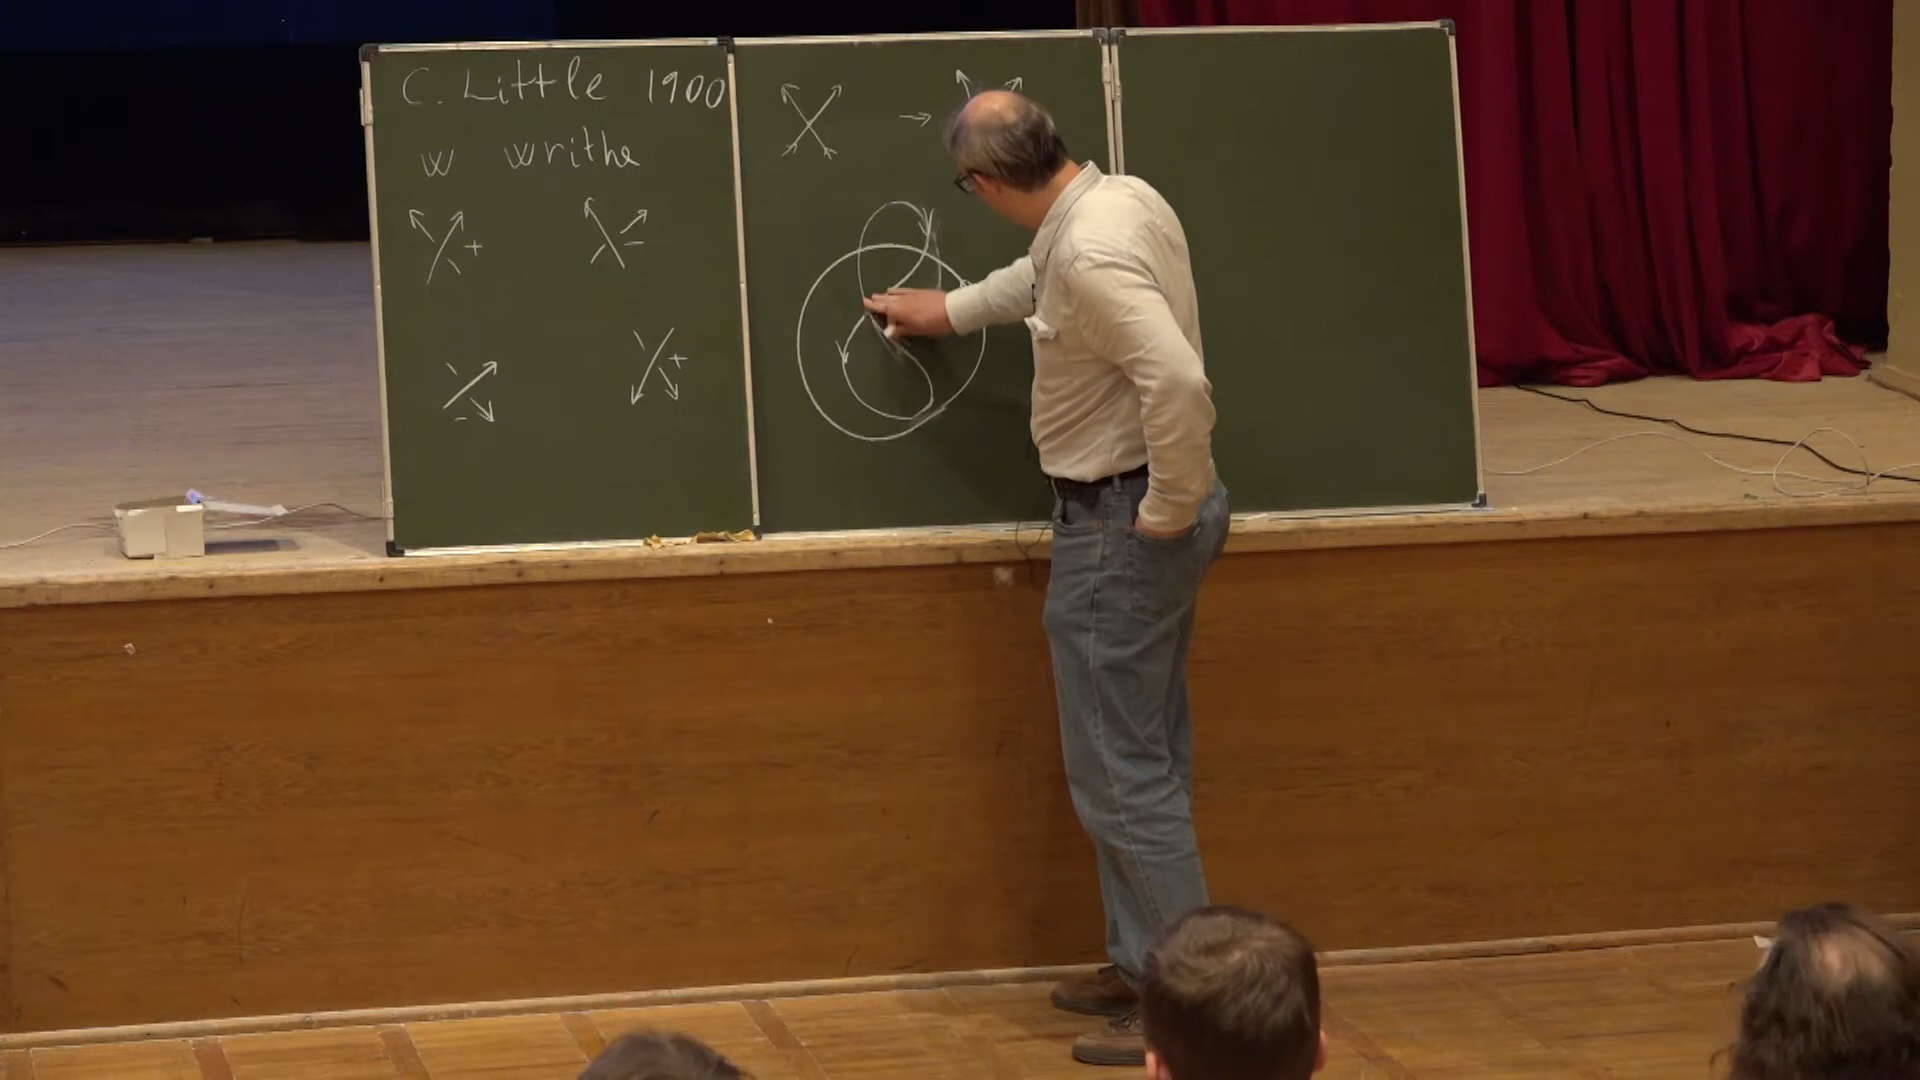 C. Little 1900
w writhe
+
-
-
+